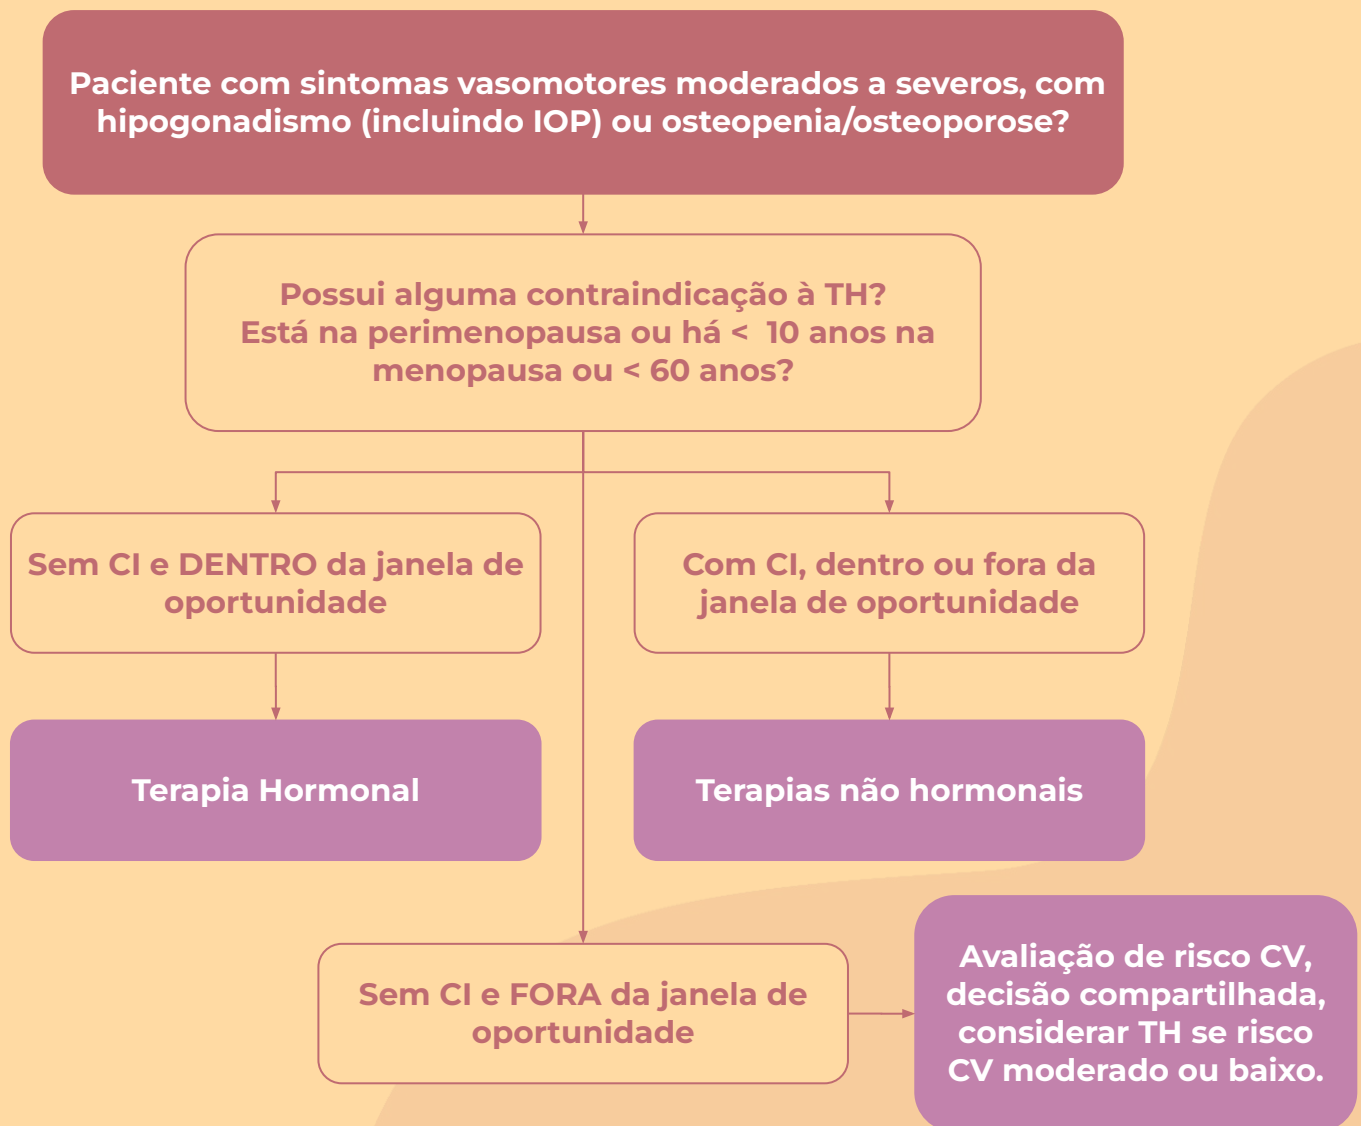 Paciente com sintomas vasomotores moderados a severos, com
hipogonadismo (incluindo IOP) ou osteopenia/osteoporose?
Possui alguma contraindicação à TH?
Está na perimenopausa ou há < 10 anos na
menopausa ou < 60 anos?
Sem CI e DENTRO da janela de
oportunidade
Com CI, dentro ou fora da
janela de oportunidade
Terapia Hormonal
Terapias não hormonais
Sem CI e FORA da janela de
oportunidade
Avaliação de risco CV,
decisão compartilhada,
considerar TH se risco
CV moderado ou baixo.